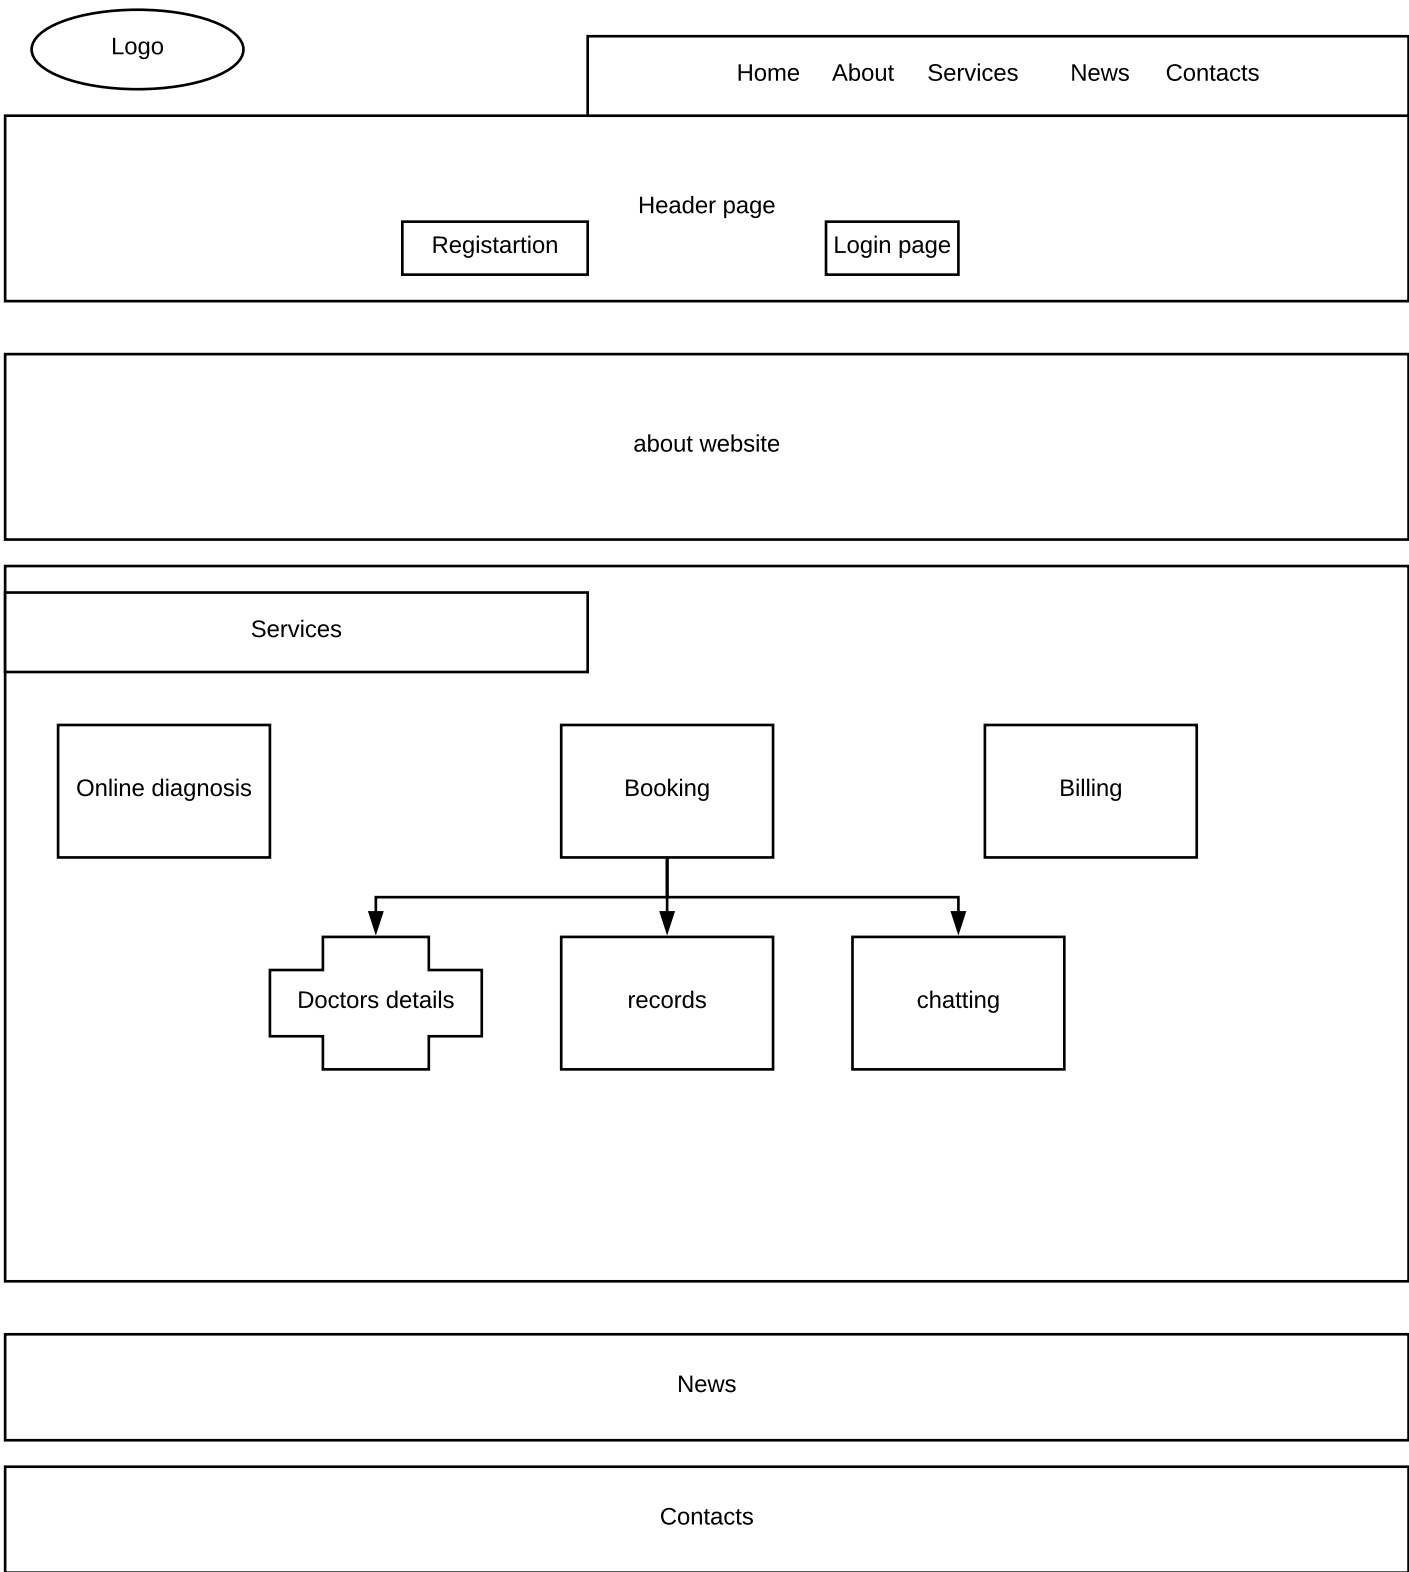 Logo
Home About Services News Contacts
Header page
Registartion Login page
about website
Services
Online diagnosis Booking Billing
Doctors details records chatting
News
Contacts